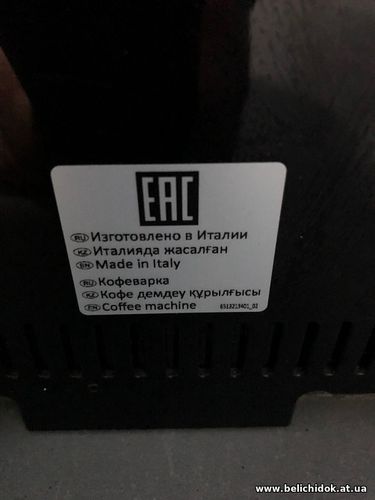 EAC
RU Изготовлено в Италии
KZ Италияда жасалған
EN Made in Italy
RU Кофеварка
KZ Кофе демдеу құрылғысы
EN Coffee machine 6513213401_02
www.belichidok.at.ua